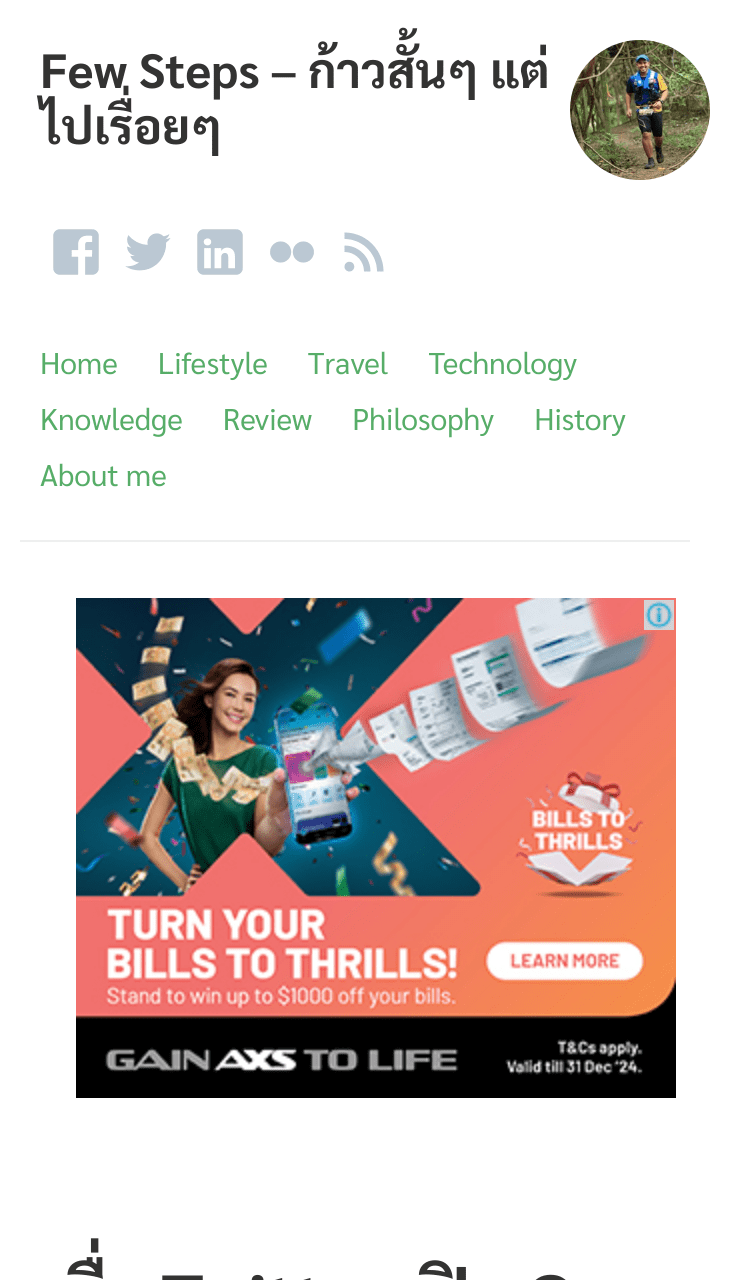 Few Steps – ก้าวสั้นๆ แต่
ไปเรื่อยๆ
Home Lifestyle Travel Technology
Knowledge Review Philosophy History
About me
BILLS TO
THRILLS
TURN YOUR
BILLS TO THRILLS!
Stand to win up to $1000 off your bills.
LEARN MORE
GAIN AXS TO LIFE
T&Cs apply.
Valid till 31 Dec '24.